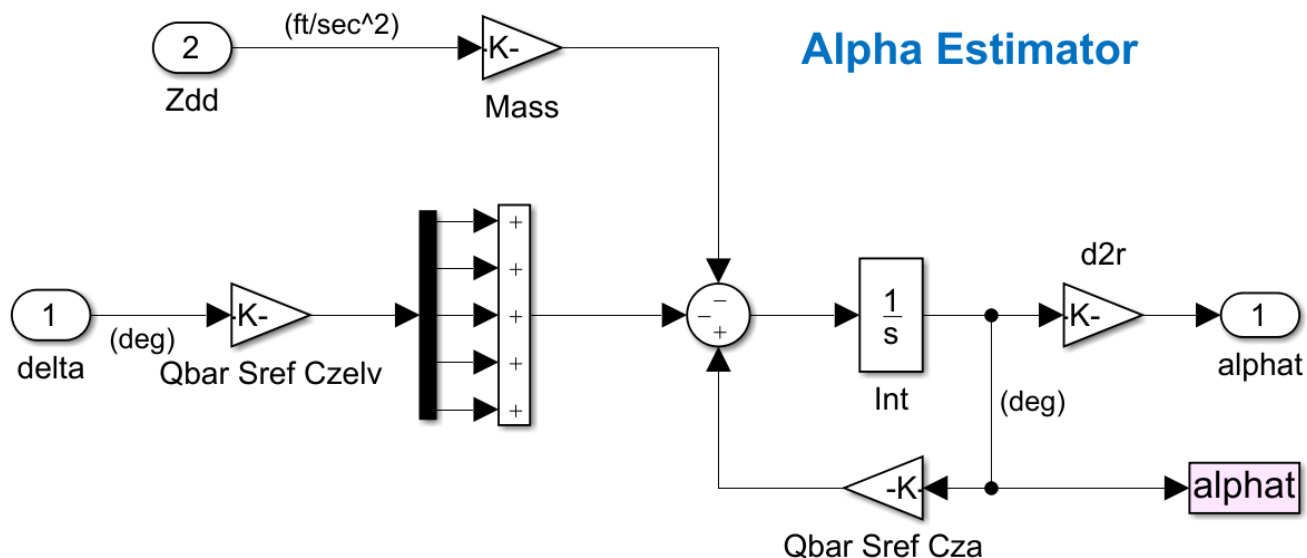 (ft/sec^2)
Alpha Estimator
2
-K-
Zdd
Mass
+
+
+
+
+
d2r
1
(deg)
-K-
−
−
+
1
s
-K-
1
delta
Qbar Sref Czelv
Int
alphat
(deg)
-K-
alphat
Qbar Sref Cza